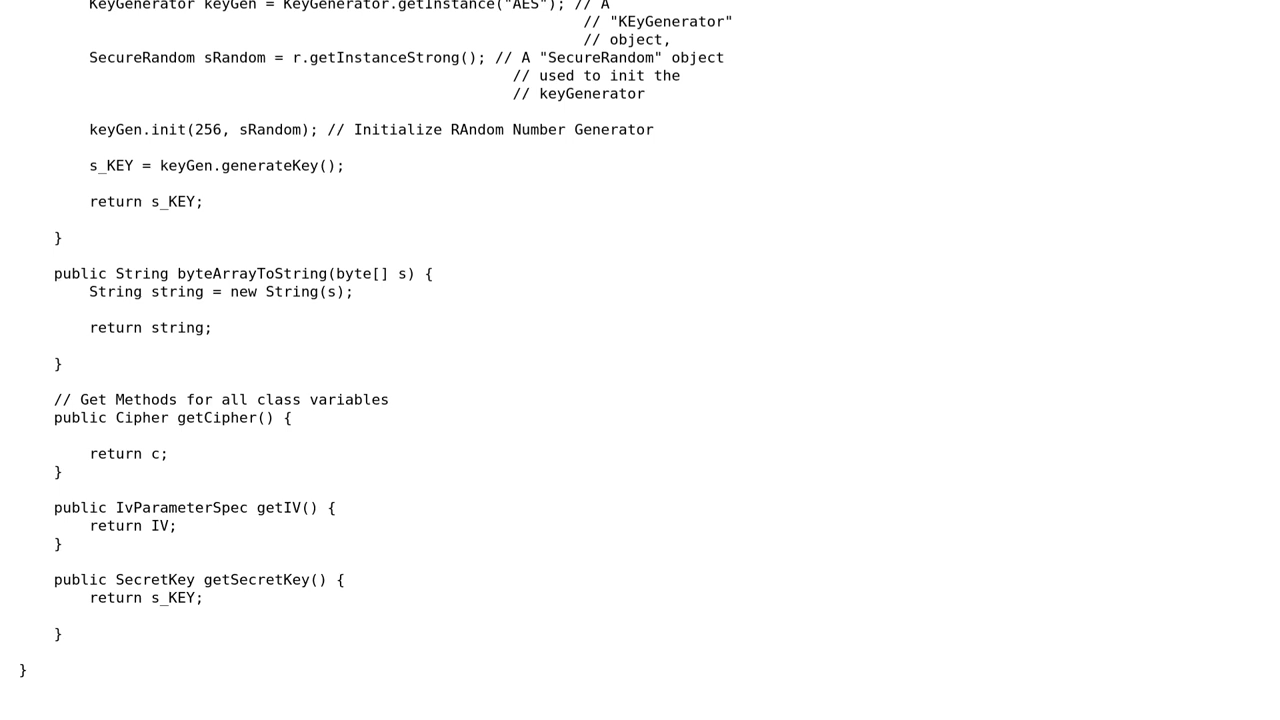 KeyGenerator keyGen = KeyGenerator.getInstance("AES"); // A
// "KEyGenerator"
// object,
SecureRandom sRandom = r.getInstanceStrong(); // A "SecureRandom" object
// used to init the
// keyGenerator
keyGen.init(256, sRandom); // Initialize RAndom Number Generator
s_KEY = keyGen.generateKey();
return s_KEY;
}
public String byteArrayToString(byte[] s) {
String string = new String(s);
return string;
}
// Get Methods for all class variables
public Cipher getCipher() {
return c;
}
public IvParameterSpec getIV() {
return IV;
}
public SecretKey getSecretKey() {
return s_KEY;
}
}